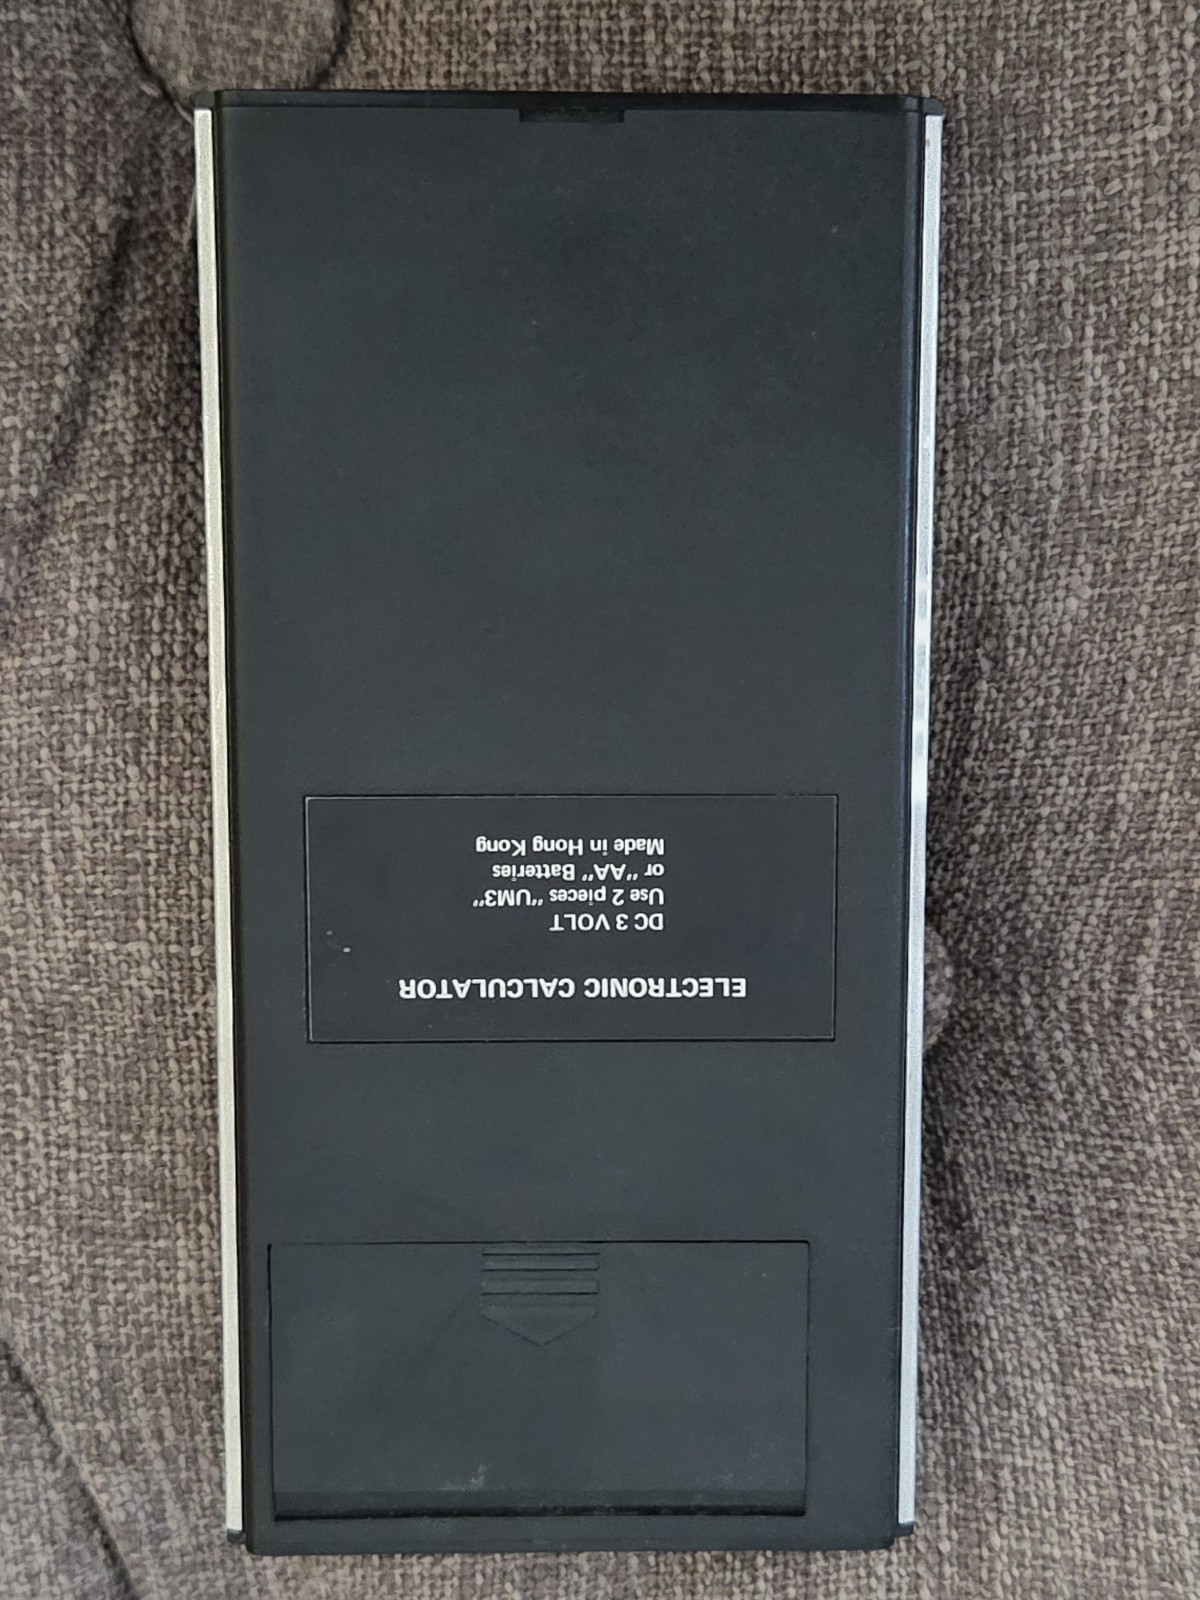 ELECTRONIC CALCULATOR
DC 3 VOLT
Use 2 pieces "UM3"
or "AA" Batteries
Made in Hong Kong